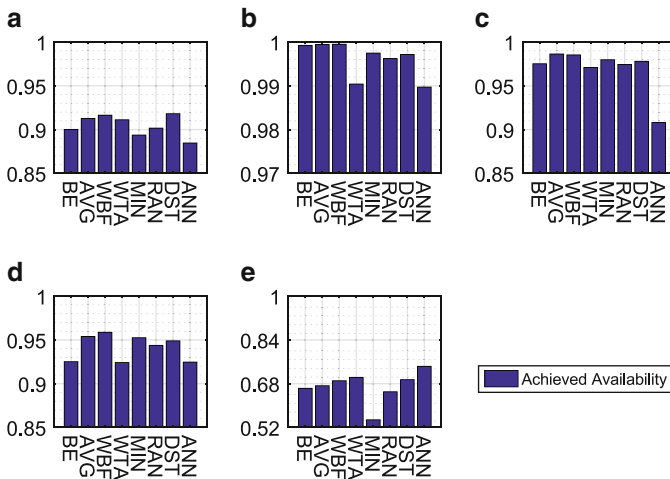 a
1
0.95
0.9
0.85
BE AVG WBF WTA MIN RAN DST ANN
b
1
0.99
0.98
0.97
BE AVG WBF WTA MIN RAN DST ANN
c
1
0.95
0.9
0.85
BE AVG WBF WTA MIN RAN DST ANN
d
1
0.95
0.9
0.85
BE AVG WBF WTA MIN RAN DST ANN
e
1
0.84
0.68
0.52
BE AVG WBF WTA MIN RAN DST ANN
Achieved Availability